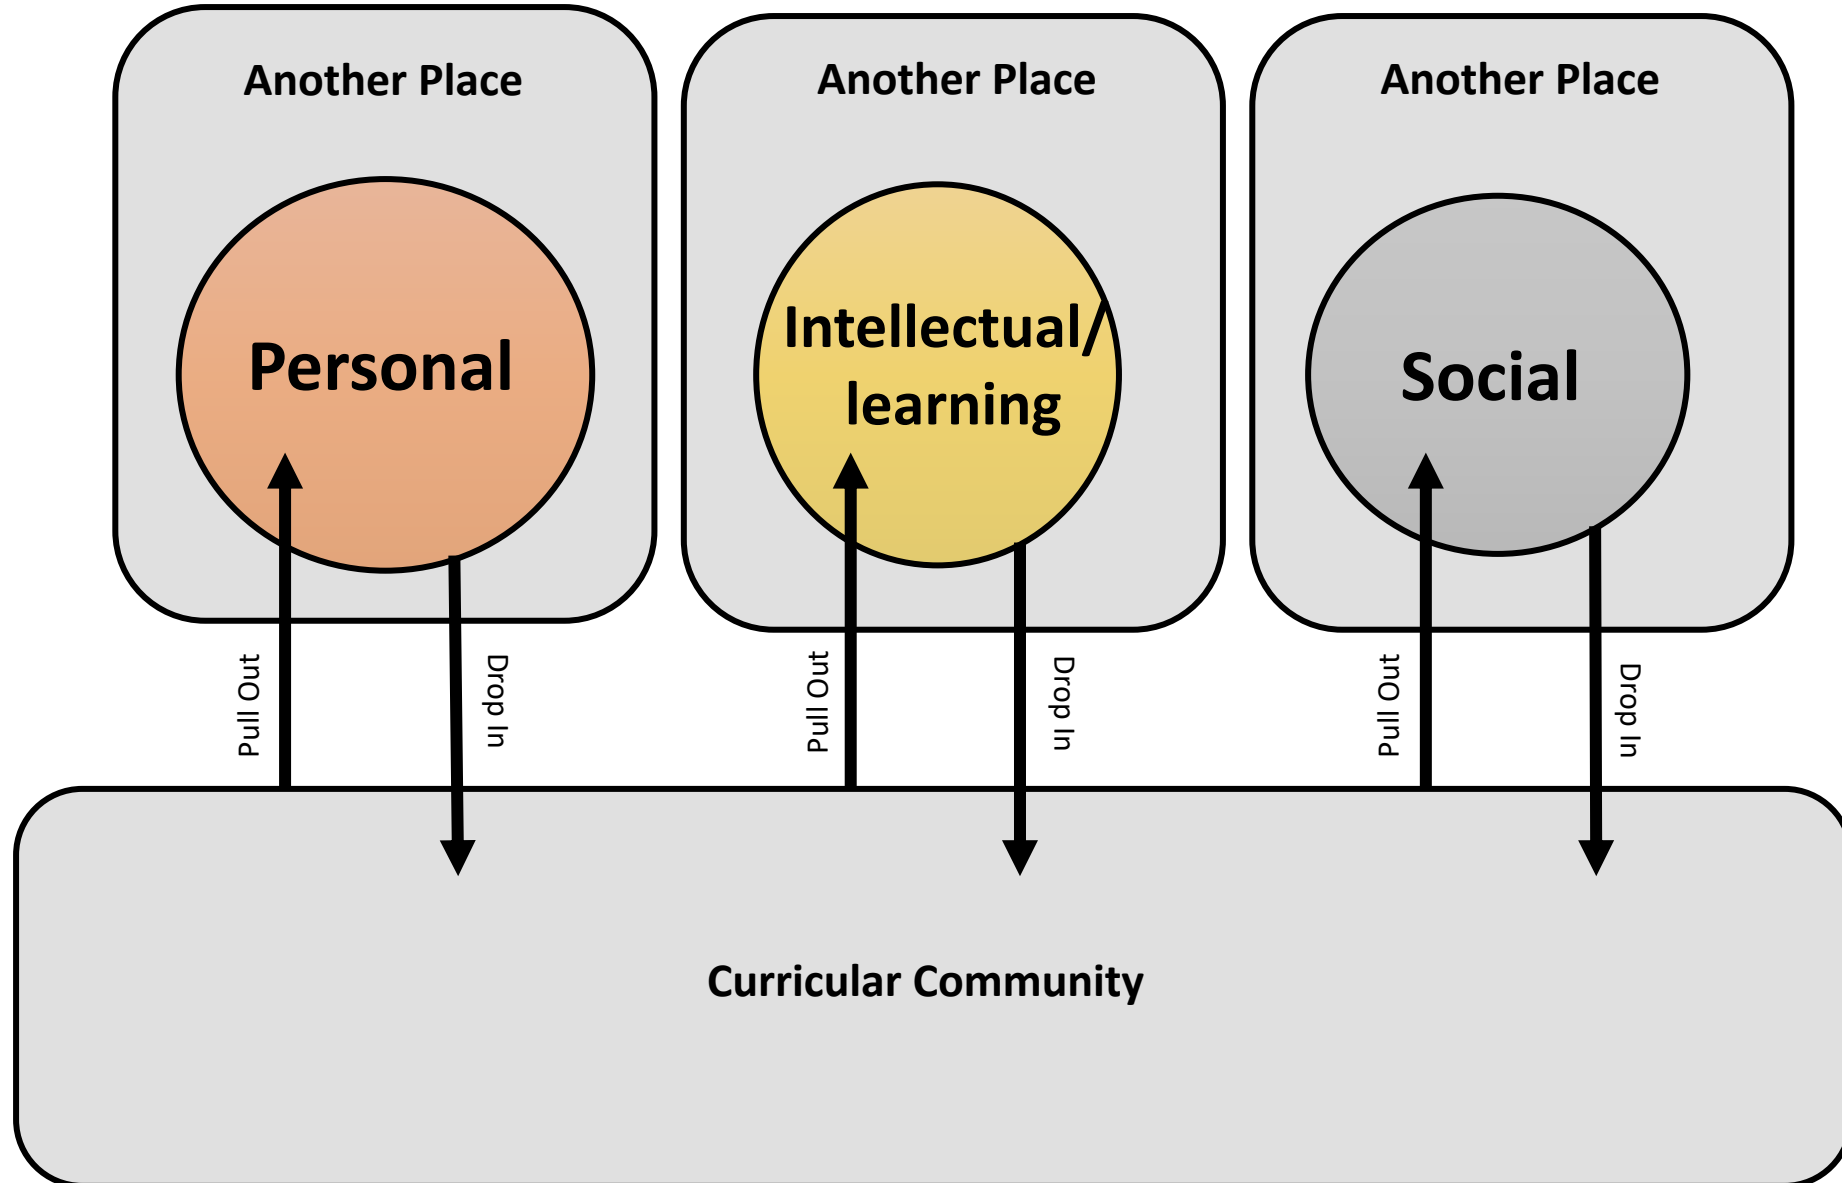 Another Place
Another Place
Another Place
Personal
Intellectual/
learning
Social
Pull Out
Drop In
Pull Out
Drop In
Pull Out
Drop In
Curricular Community